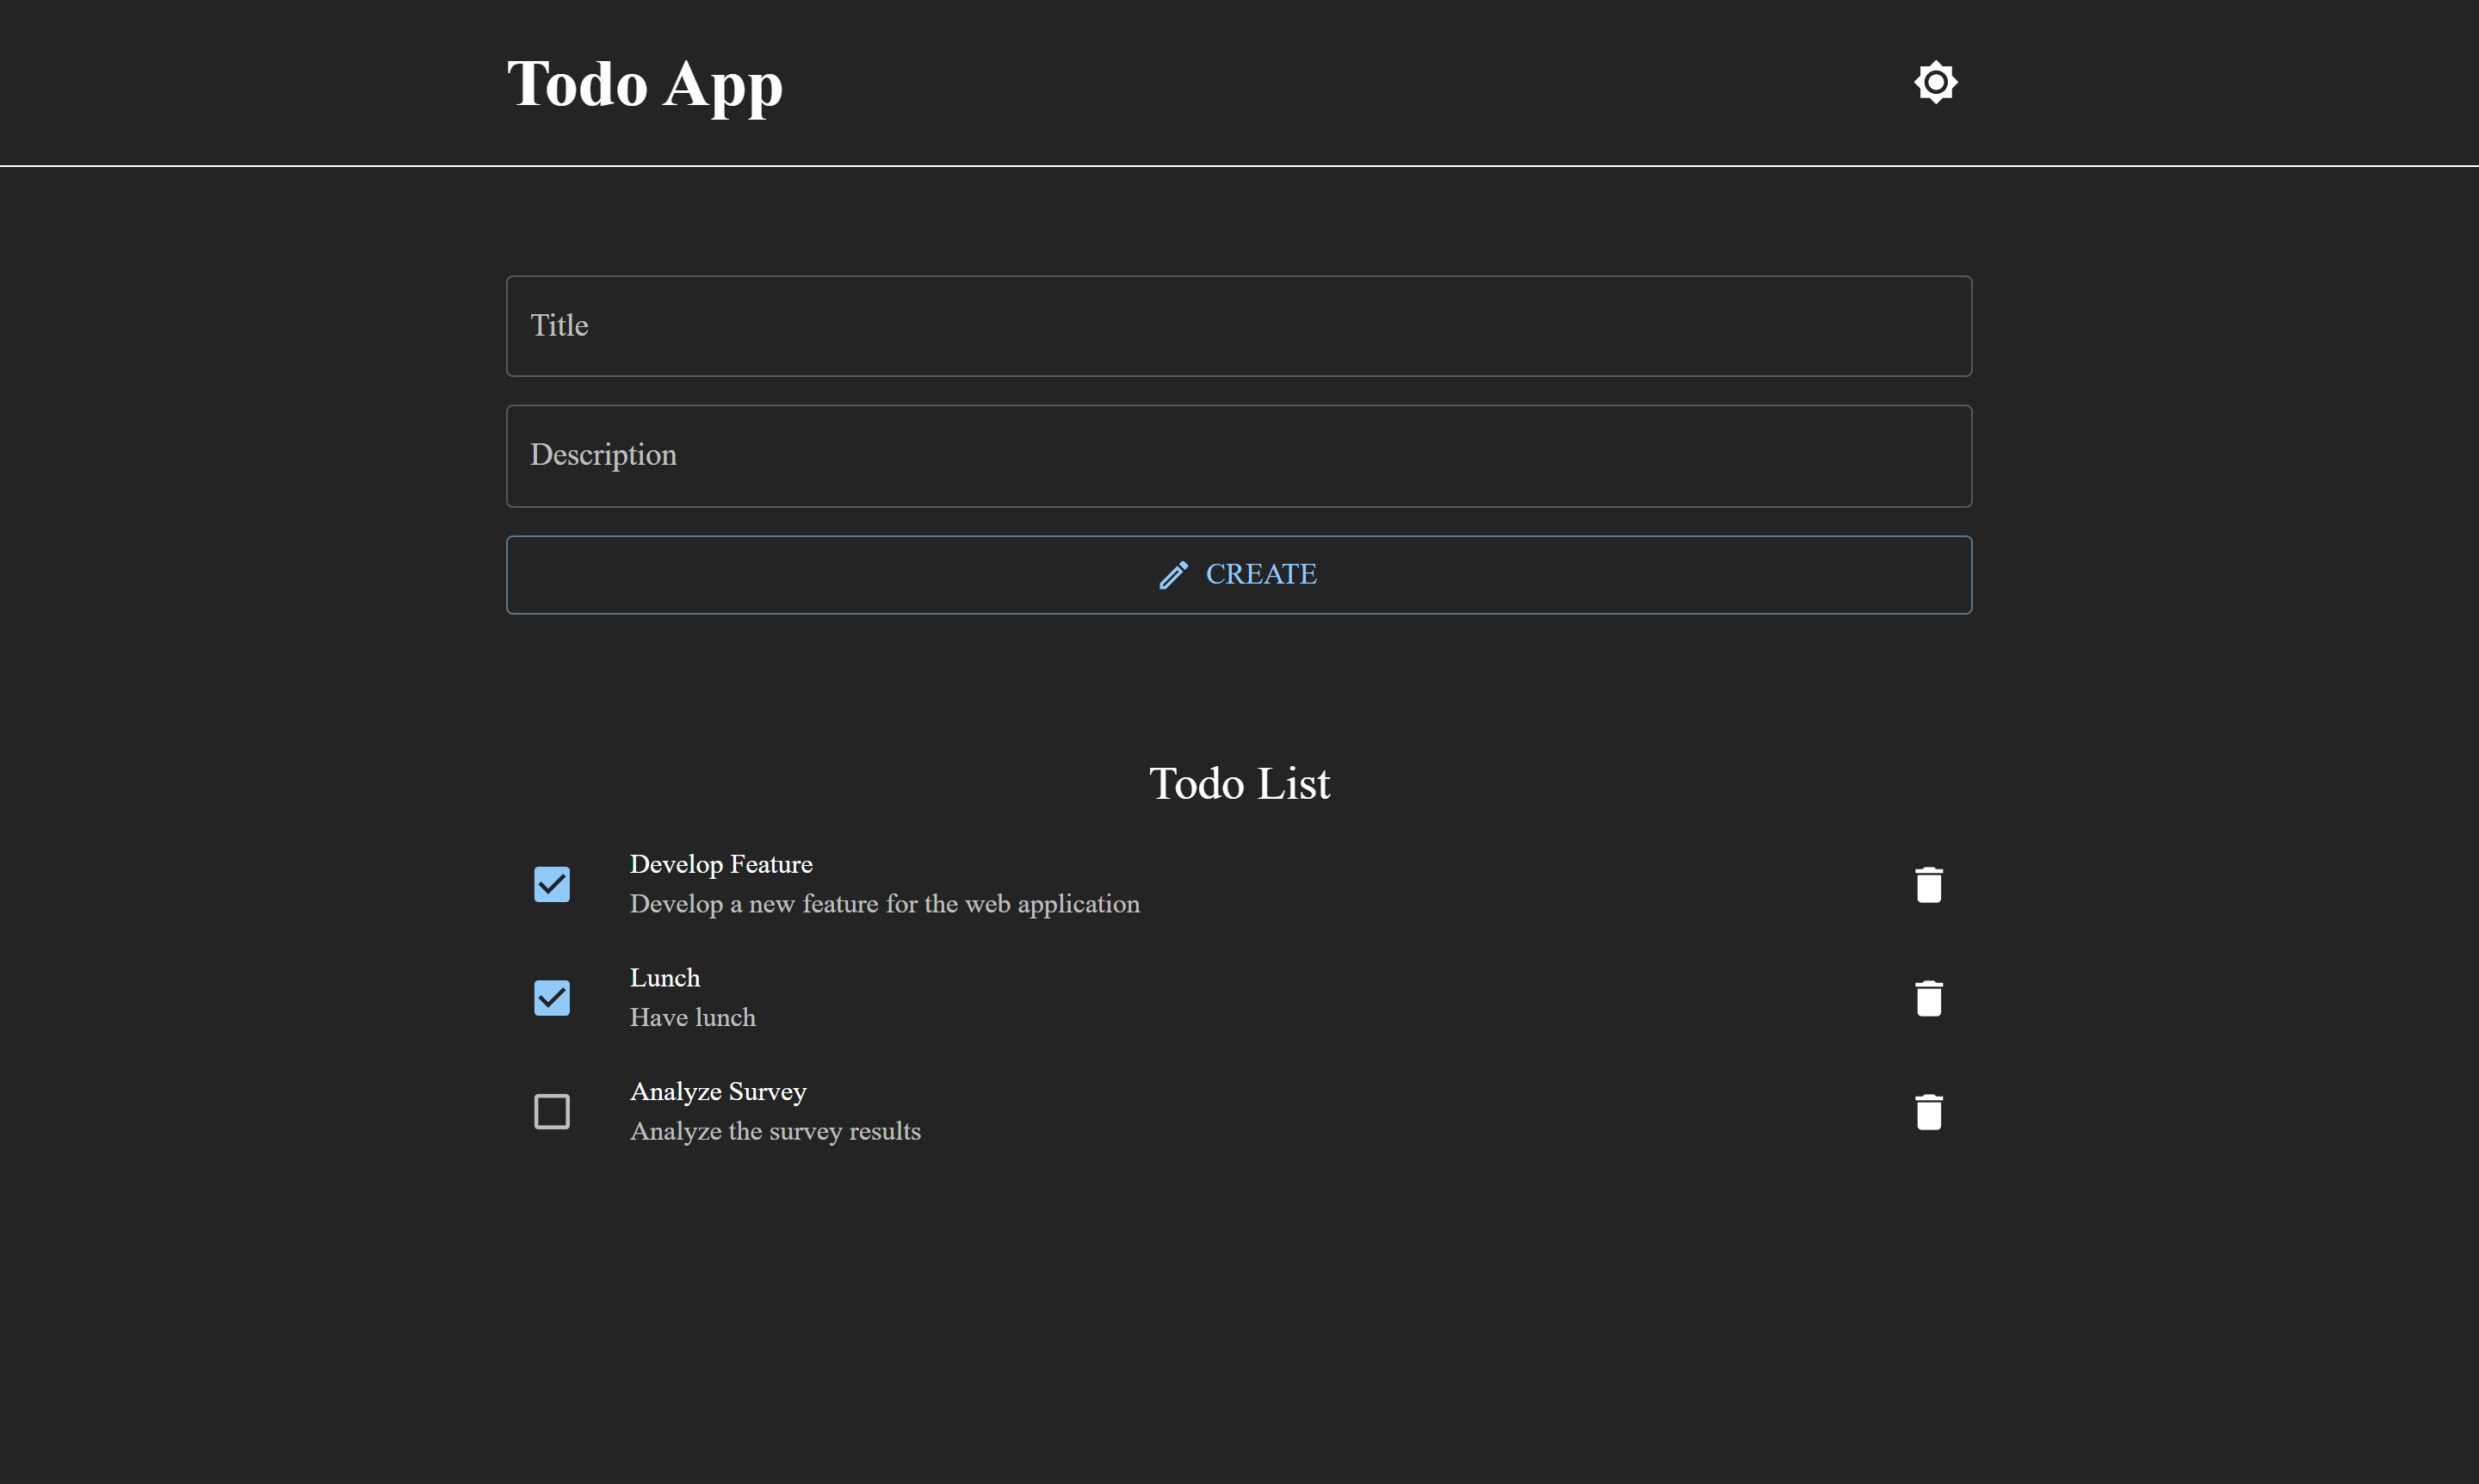 Todo App
Title
Description
CREATE
Todo List
Develop Feature
Develop a new feature for the web application
Lunch
Have lunch
Analyze Survey
Analyze the survey results